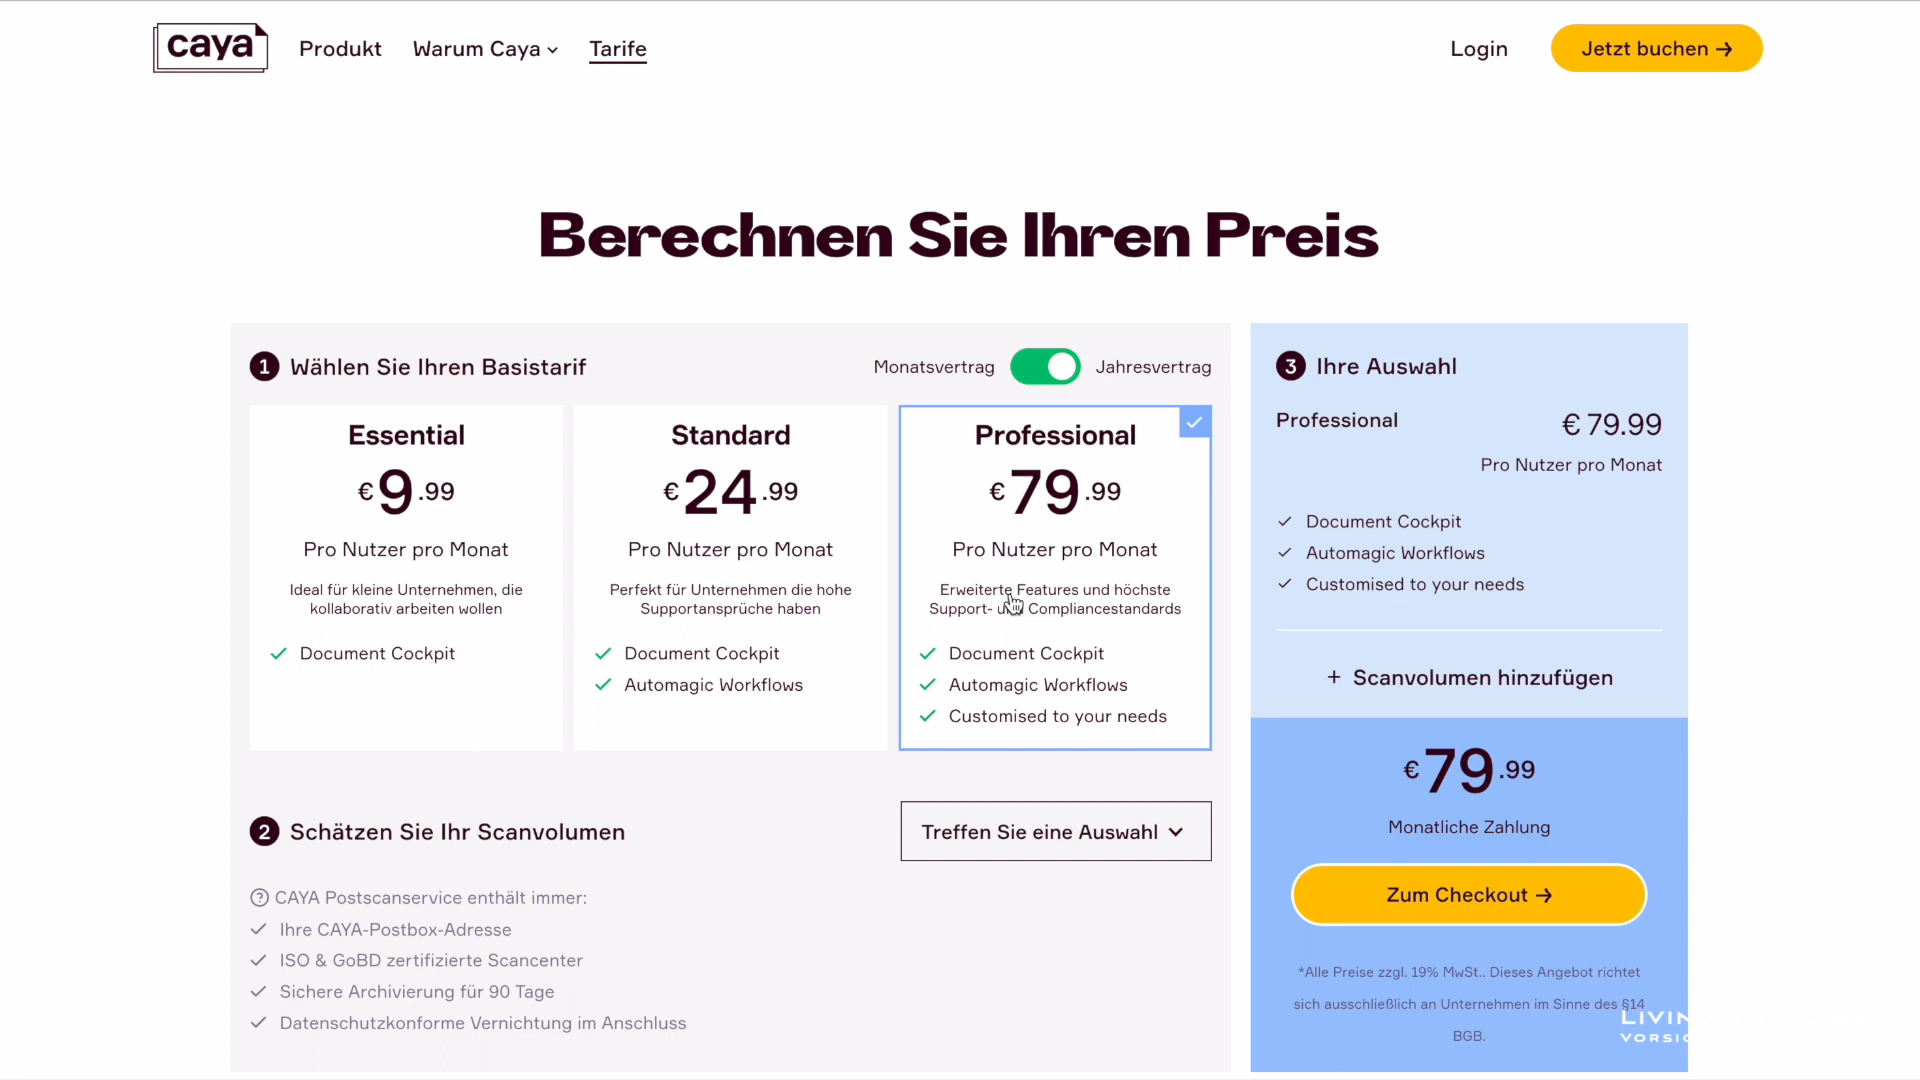 caya
Produkt
Warum Caya
Tarife
Login
Jetzt buchen →
Berechnen Sie Ihren Preis
1 Wählen Sie Ihren Basistarif
Monatsvertrag
Jahresvertrag
Essential
€ 9 .99
Pro Nutzer pro Monat
Ideal für kleine Unternehmen, die
kollaborativ arbeiten wollen
Document Cockpit
Standard
€ 24 .99
Pro Nutzer pro Monat
Perfekt für Unternehmen die hohe
Supportansprüche haben
Document Cockpit
Automagic Workflows
Professional
€ 79 .99
Pro Nutzer pro Monat
Erweiterte Features und höchste
Support- und Compliancestandards
Document Cockpit
Automagic Workflows
Customised to your needs
2 Schätzen Sie Ihr Scanvolumen
Treffen Sie eine Auswahl
CAYA Postscanservice enthält immer:
Ihre CAYA-Postbox-Adresse
ISO & GoBD zertifizierte Scancenter
Sichere Archivierung für 90 Tage
Datenschutzkonforme Vernichtung im Anschluss
3 Ihre Auswahl
Professional
€ 79.99
Pro Nutzer pro Monat
Document Cockpit
Automagic Workflows
Customised to your needs
+ Scanvolumen hinzufügen
€ 79 .99
Monatliche Zahlung
Zum Checkout →
*Alle Preise zzgl. 19% MwSt.. Dieses Angebot richtet
sich ausschließlich an Unternehmen im Sinne des §14
BGB.